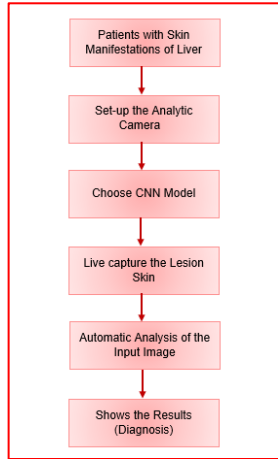 Patients with Skin
Manifestations of Liver
Set-up the Analytic
Camera
Choose CNN Model
Live capture the Lesion
Skin
Automatic Analysis of the
Input Image
Shows the Results
(Diagnosis)